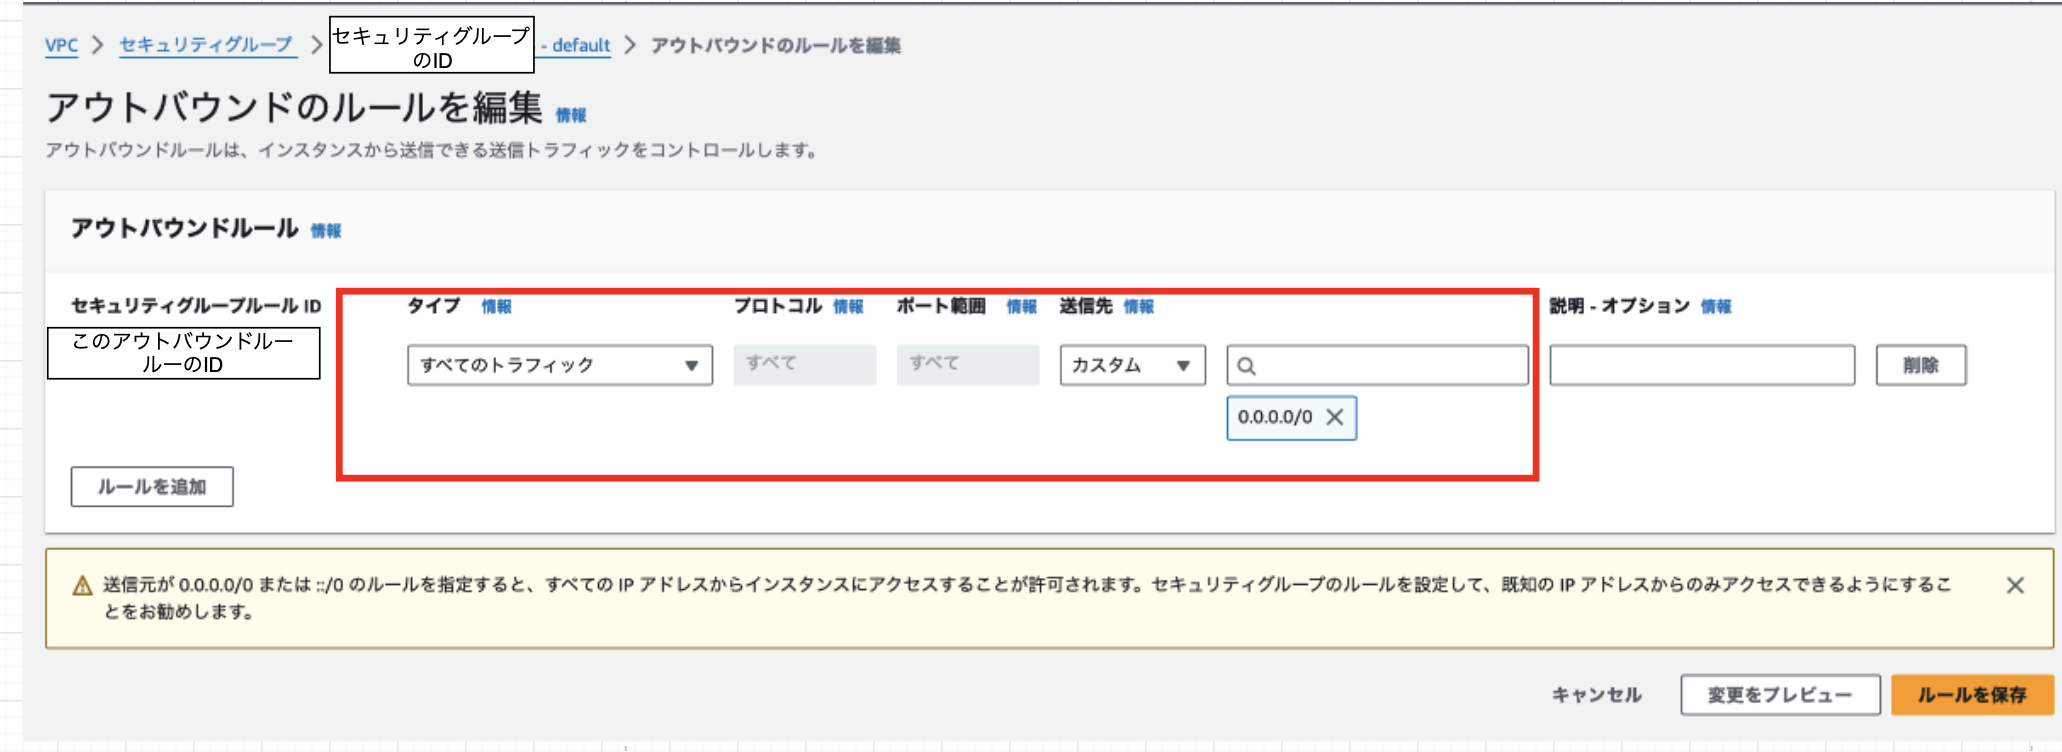 VPC > セキュリティグループ > セキュリティグループ - default > アウトバウンドのルールを編集
のID
アウトバウンドのルールを編集 情報
アウトバウンドルールは、インスタンスから送信できる送信トラフィックをコントロールします。
アウトバウンドルール 情報
セキュリティグループルール ID タイプ 情報 プロトコル 情報 ポート範囲 情報 送信先 情報 説明 - オプション 情報
このアウトバウンドルー
ルーのID
すべてのトラフィック すべて すべて カスタム 削除
0.0.0.0/0
ルールを追加
送信元が 0.0.0.0/0 または ::/0 のルールを指定すると、すべての IP アドレスからインスタンスにアクセスすることが許可されます。セキュリティグループのルールを設定して、既知の IP アドレスからのみアクセスできるようにするこ
とをお勧めします。
キャンセル 変更をプレビュー ルールを保存